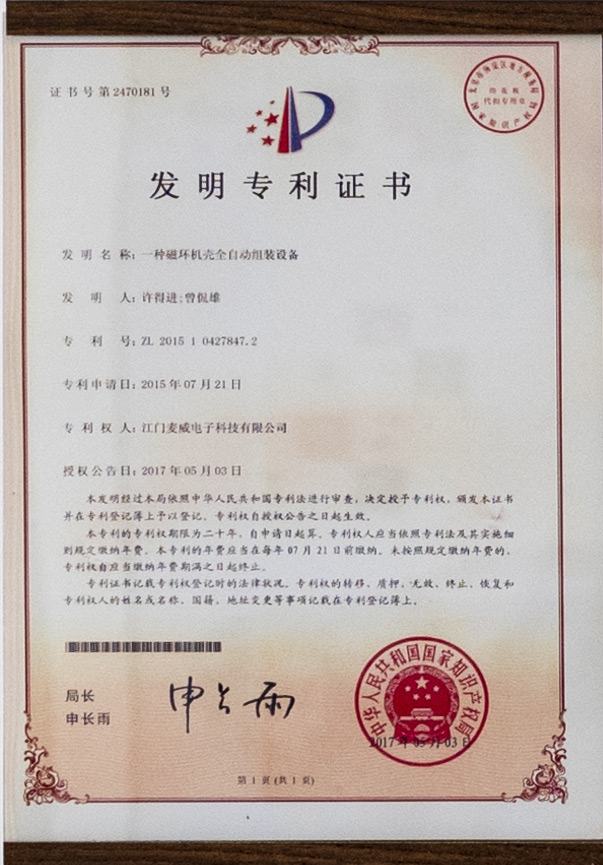 证书号第2470181号
印花税
代扣专用章
国家知识产权局
发明专利证书
发明名称：一种磁环机壳全自动组装设备
发明人：许得进;曾侃雄
专利号：ZL 2015 1 0427847.2
专利申请日：2015年07月21日
专利权人：江门麦威电子科技有限公司
授权公告日：2017年05月03日
本发明经过本局依照中华人民共和国专利法进行审查，决定授予专利权，颁发本证书
并在专利登记簿上予以登记。专利权自授权公告之日起生效。
本专利的专利权期限为二十年，自申请日起算。专利权人应当依照专利法及其实施细
则规定缴纳年费。本专利的年费应当在每年07月21日前缴纳。未按照规定缴纳年费的，
专利权自应当缴纳年费期满之日起终止。
专利证书记载专利权登记时的法律状况。专利权的转移、质押、无效、终止、恢复和
专利权人的姓名或名称、国籍、地址变更等事项记载在专利登记簿上。
局长
申长雨
申长雨
中华人民共和国国家知识产权局
2017年05月03日
第1页(共1页)